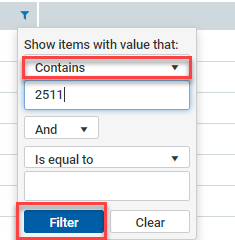 Show items with value that:
Contains
2511
And
Is equal to
Filter Clear